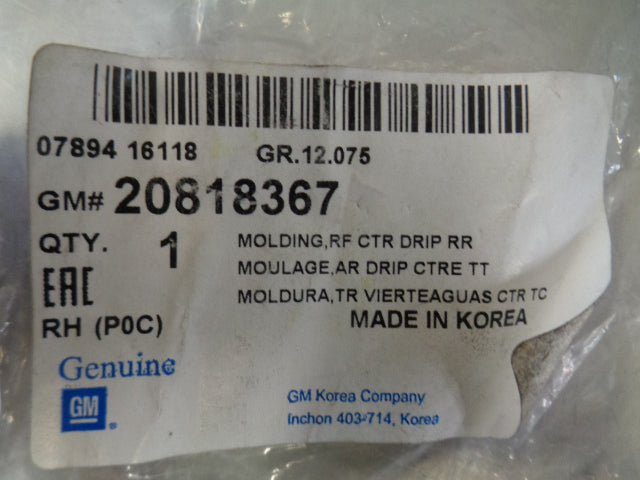 07894 16118 GR.12.075
GM# 20818367
QTY. 1 MOLDING,RF CTR DRIP RR
MOULAGE,AR DRIP CTRE TT
EAC MOLDURA,TR VIERTEAGUAS CTR TC
RH (P0C) MADE IN KOREA
Genuine
GM ®
GM Korea Company
Inchon 403-714, Korea